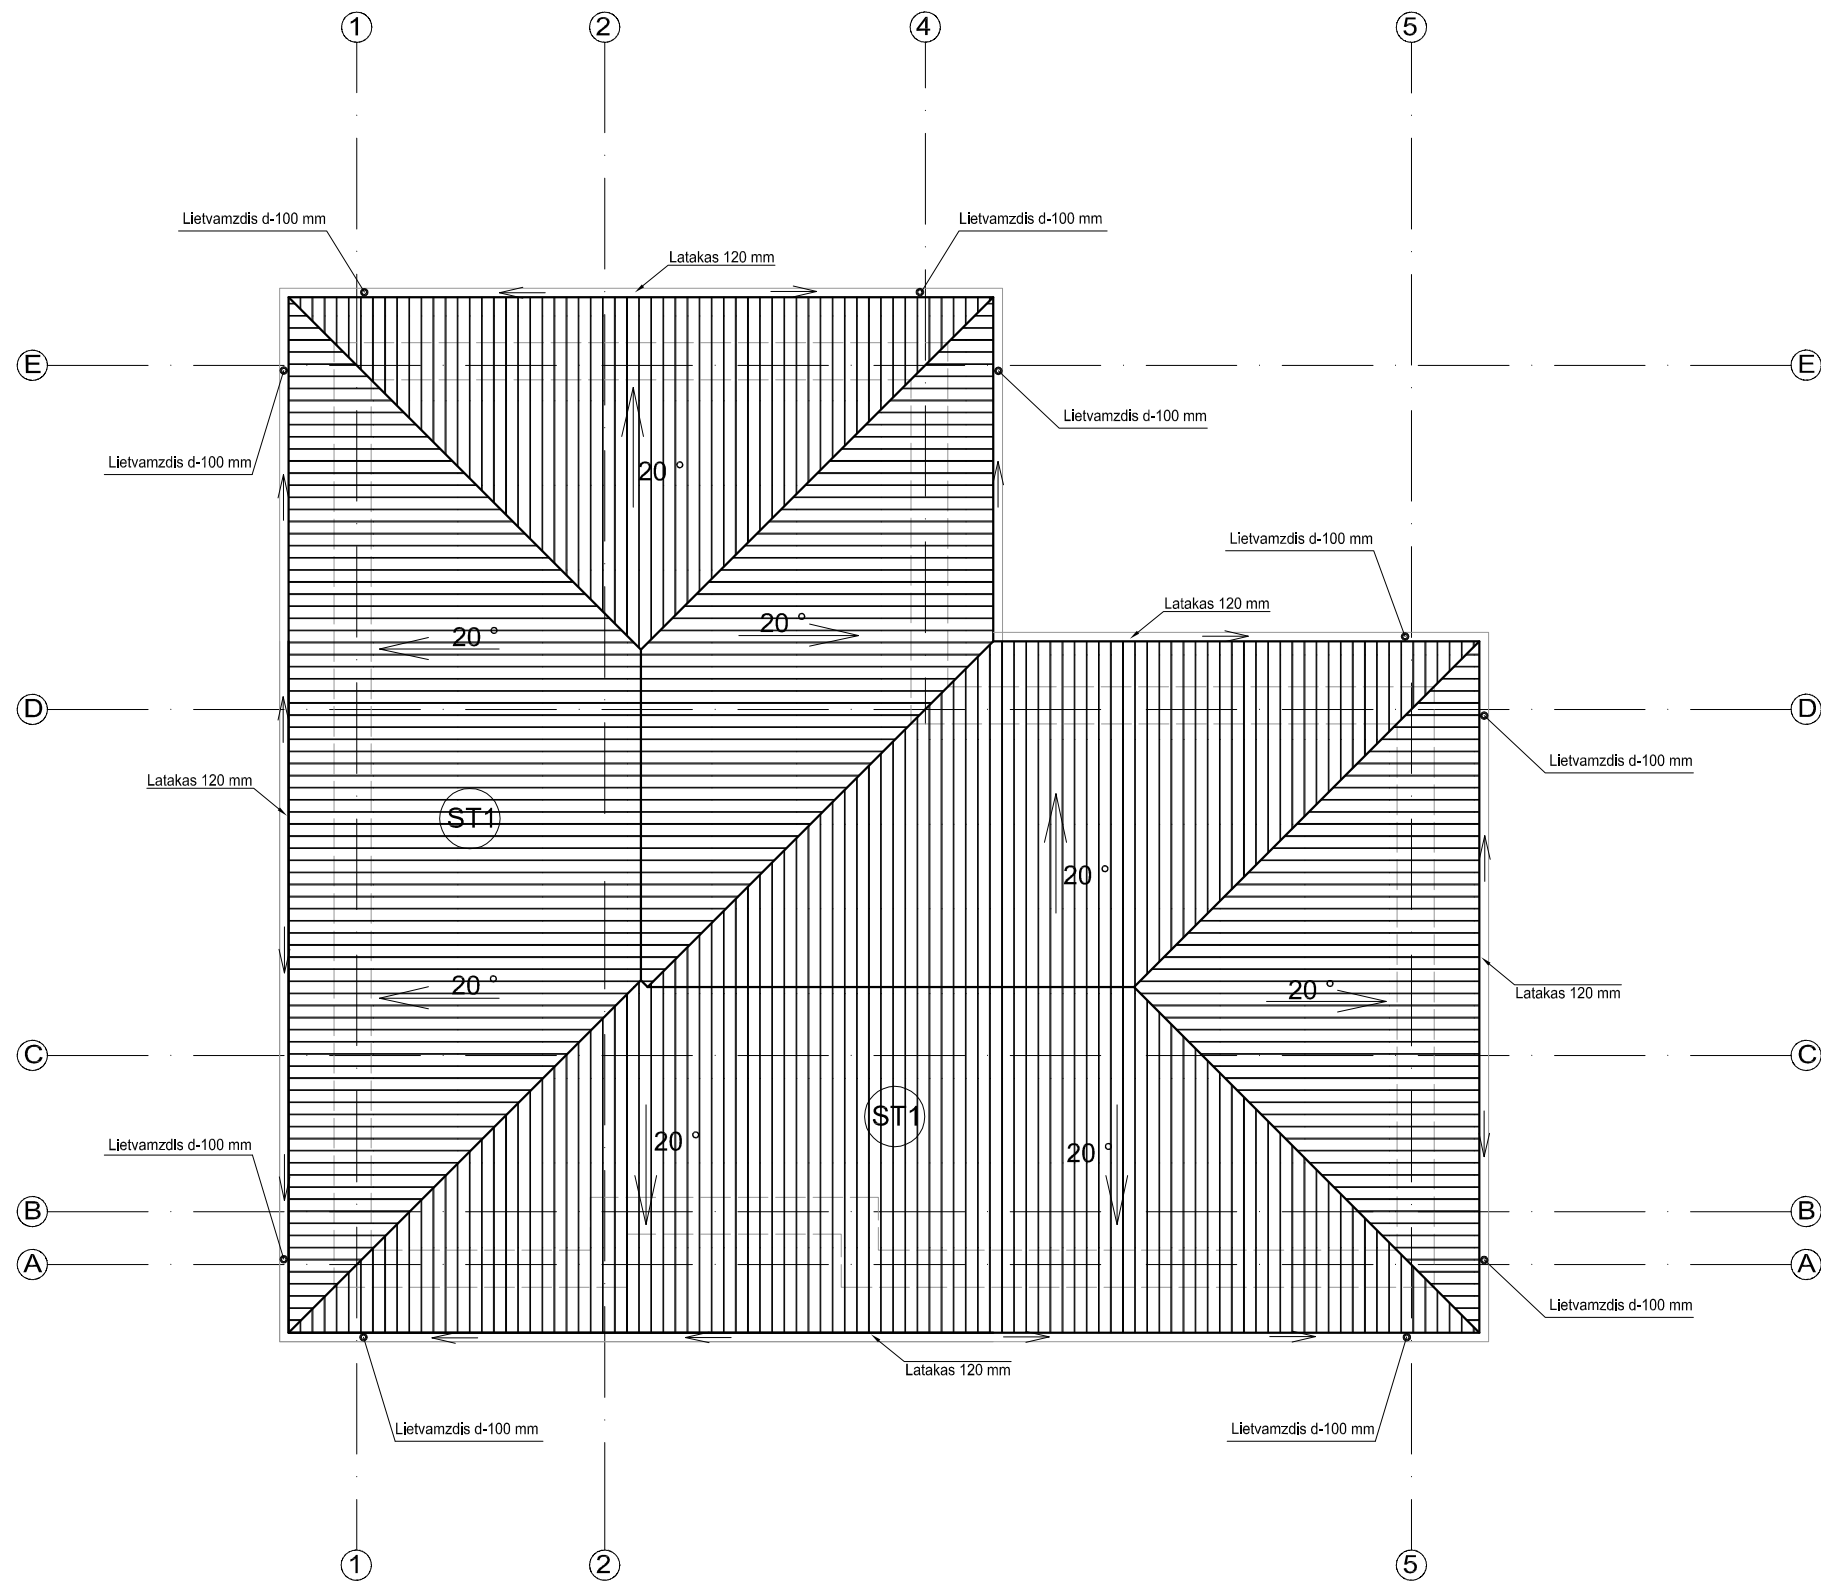 1 2 4 5
Lietvamzdis d-100 mm Lietvamzdis d-100 mm
Latakas 120 mm
E E
Lietvamzdis d-100 mm
Lietvamzdis d-100 mm
20 °
Lietvamzdis d-100 mm
Latakas 120 mm
20 ° 20 °
D D
Lietvamzdis d-100 mm
Latakas 120 mm
ST1
20 °
20 ° 20 °
Latakas 120 mm
C C
ST1
Lietvamzdis d-100 mm
20 ° 20 °
B B
A A
Lietvamzdis d-100 mm
Latakas 120 mm
Lietvamzdis d-100 mm Lietvamzdis d-100 mm
1 2 5